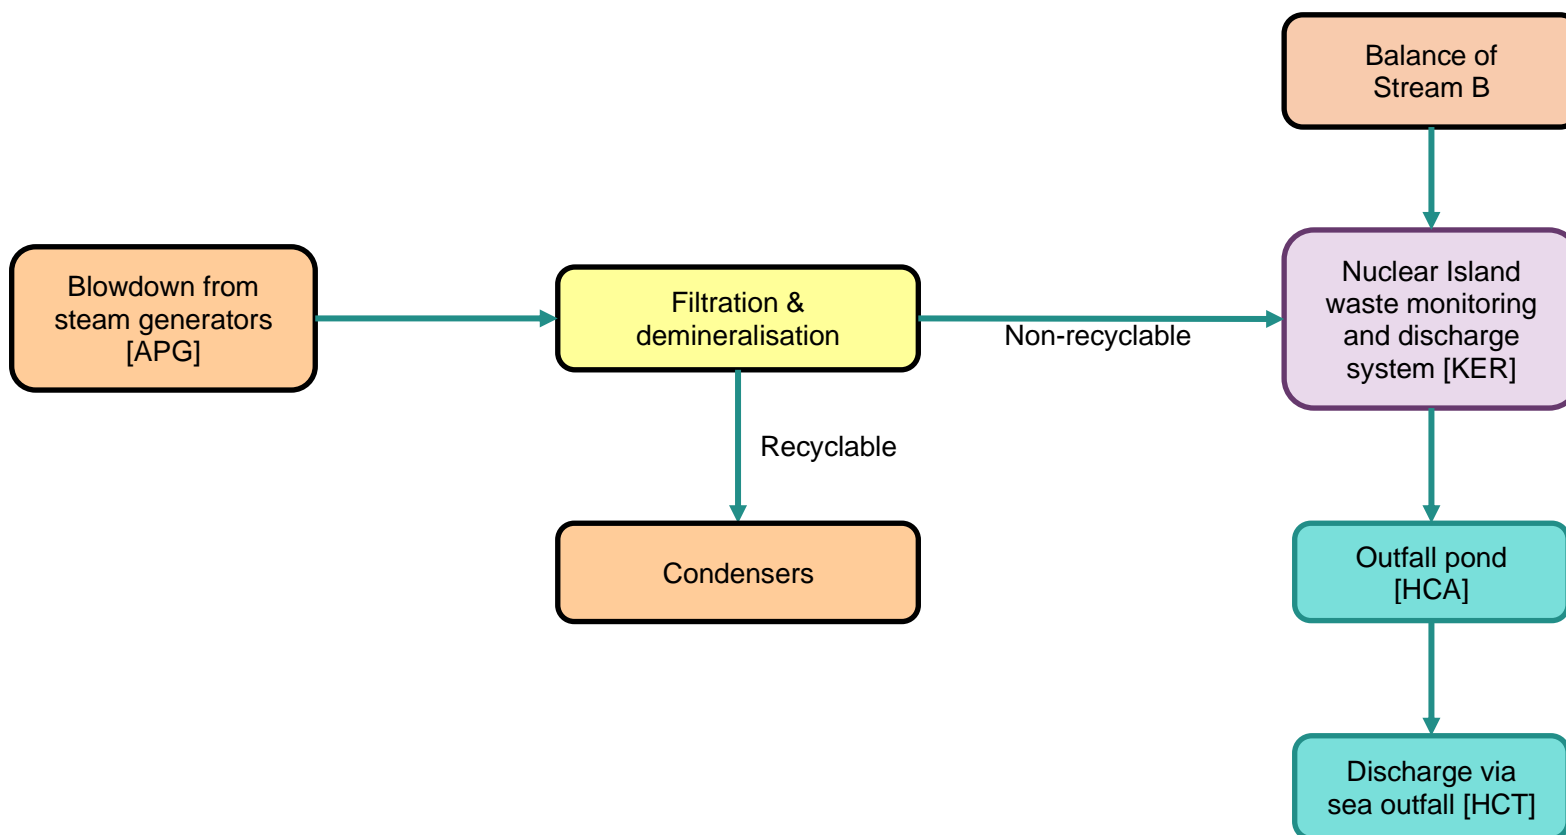 Balance of
Stream B
Blowdown from
steam generators
[APG]
Filtration &
demineralisation
Non-recyclable
Nuclear Island
waste monitoring
and discharge
system [KER]
Recyclable
Condensers
Outfall pond
[HCA]
Discharge via
sea outfall [HCT]